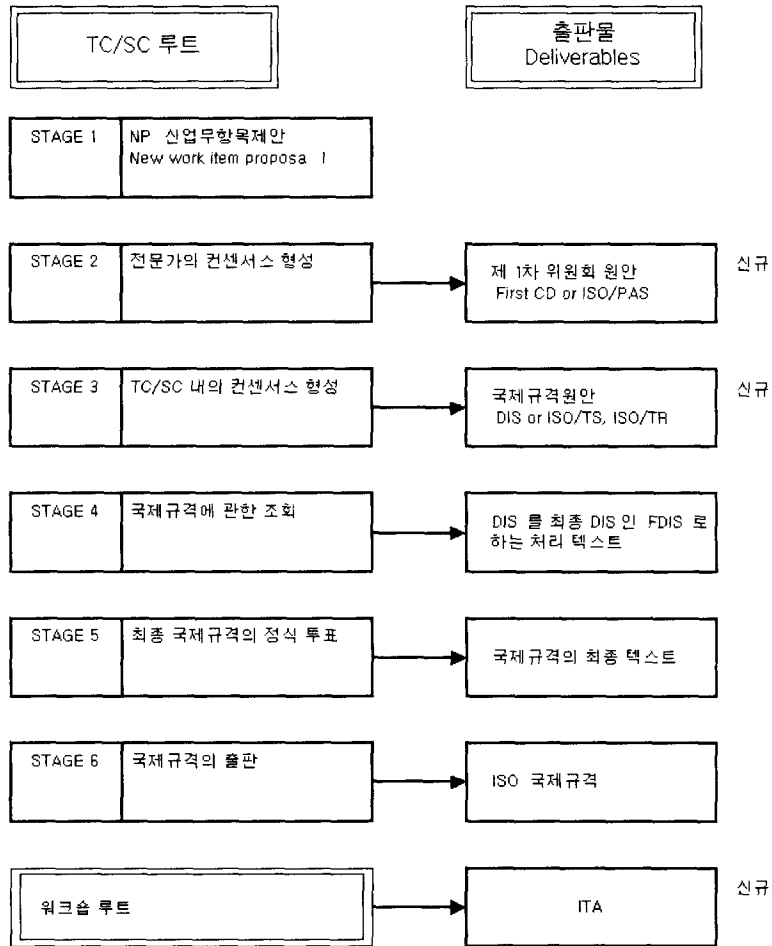 TC/SC 루트
출판물
Deliverables
STAGE 1
NP 신업무항목제안
New work item proposa l
STAGE 2
전문가의 컨센서스 형성
제 1차 위원회 원안
First CD or ISO/PAS
신규
STAGE 3
TC/SC 내의 컨센서스 형성
국제규격원안
DIS or ISO/TS, ISO/TR
신규
STAGE 4
국제규격에 관한 조회
DIS 를 최종 DIS 인 FDIS 로
하는 처리 텍스트
STAGE 5
최종 국제규격의 정식 투표
국제규격의 최종 텍스트
STAGE 6
국제규격의 출판
ISO 국제규격
워크숍 루트
ITA
신규